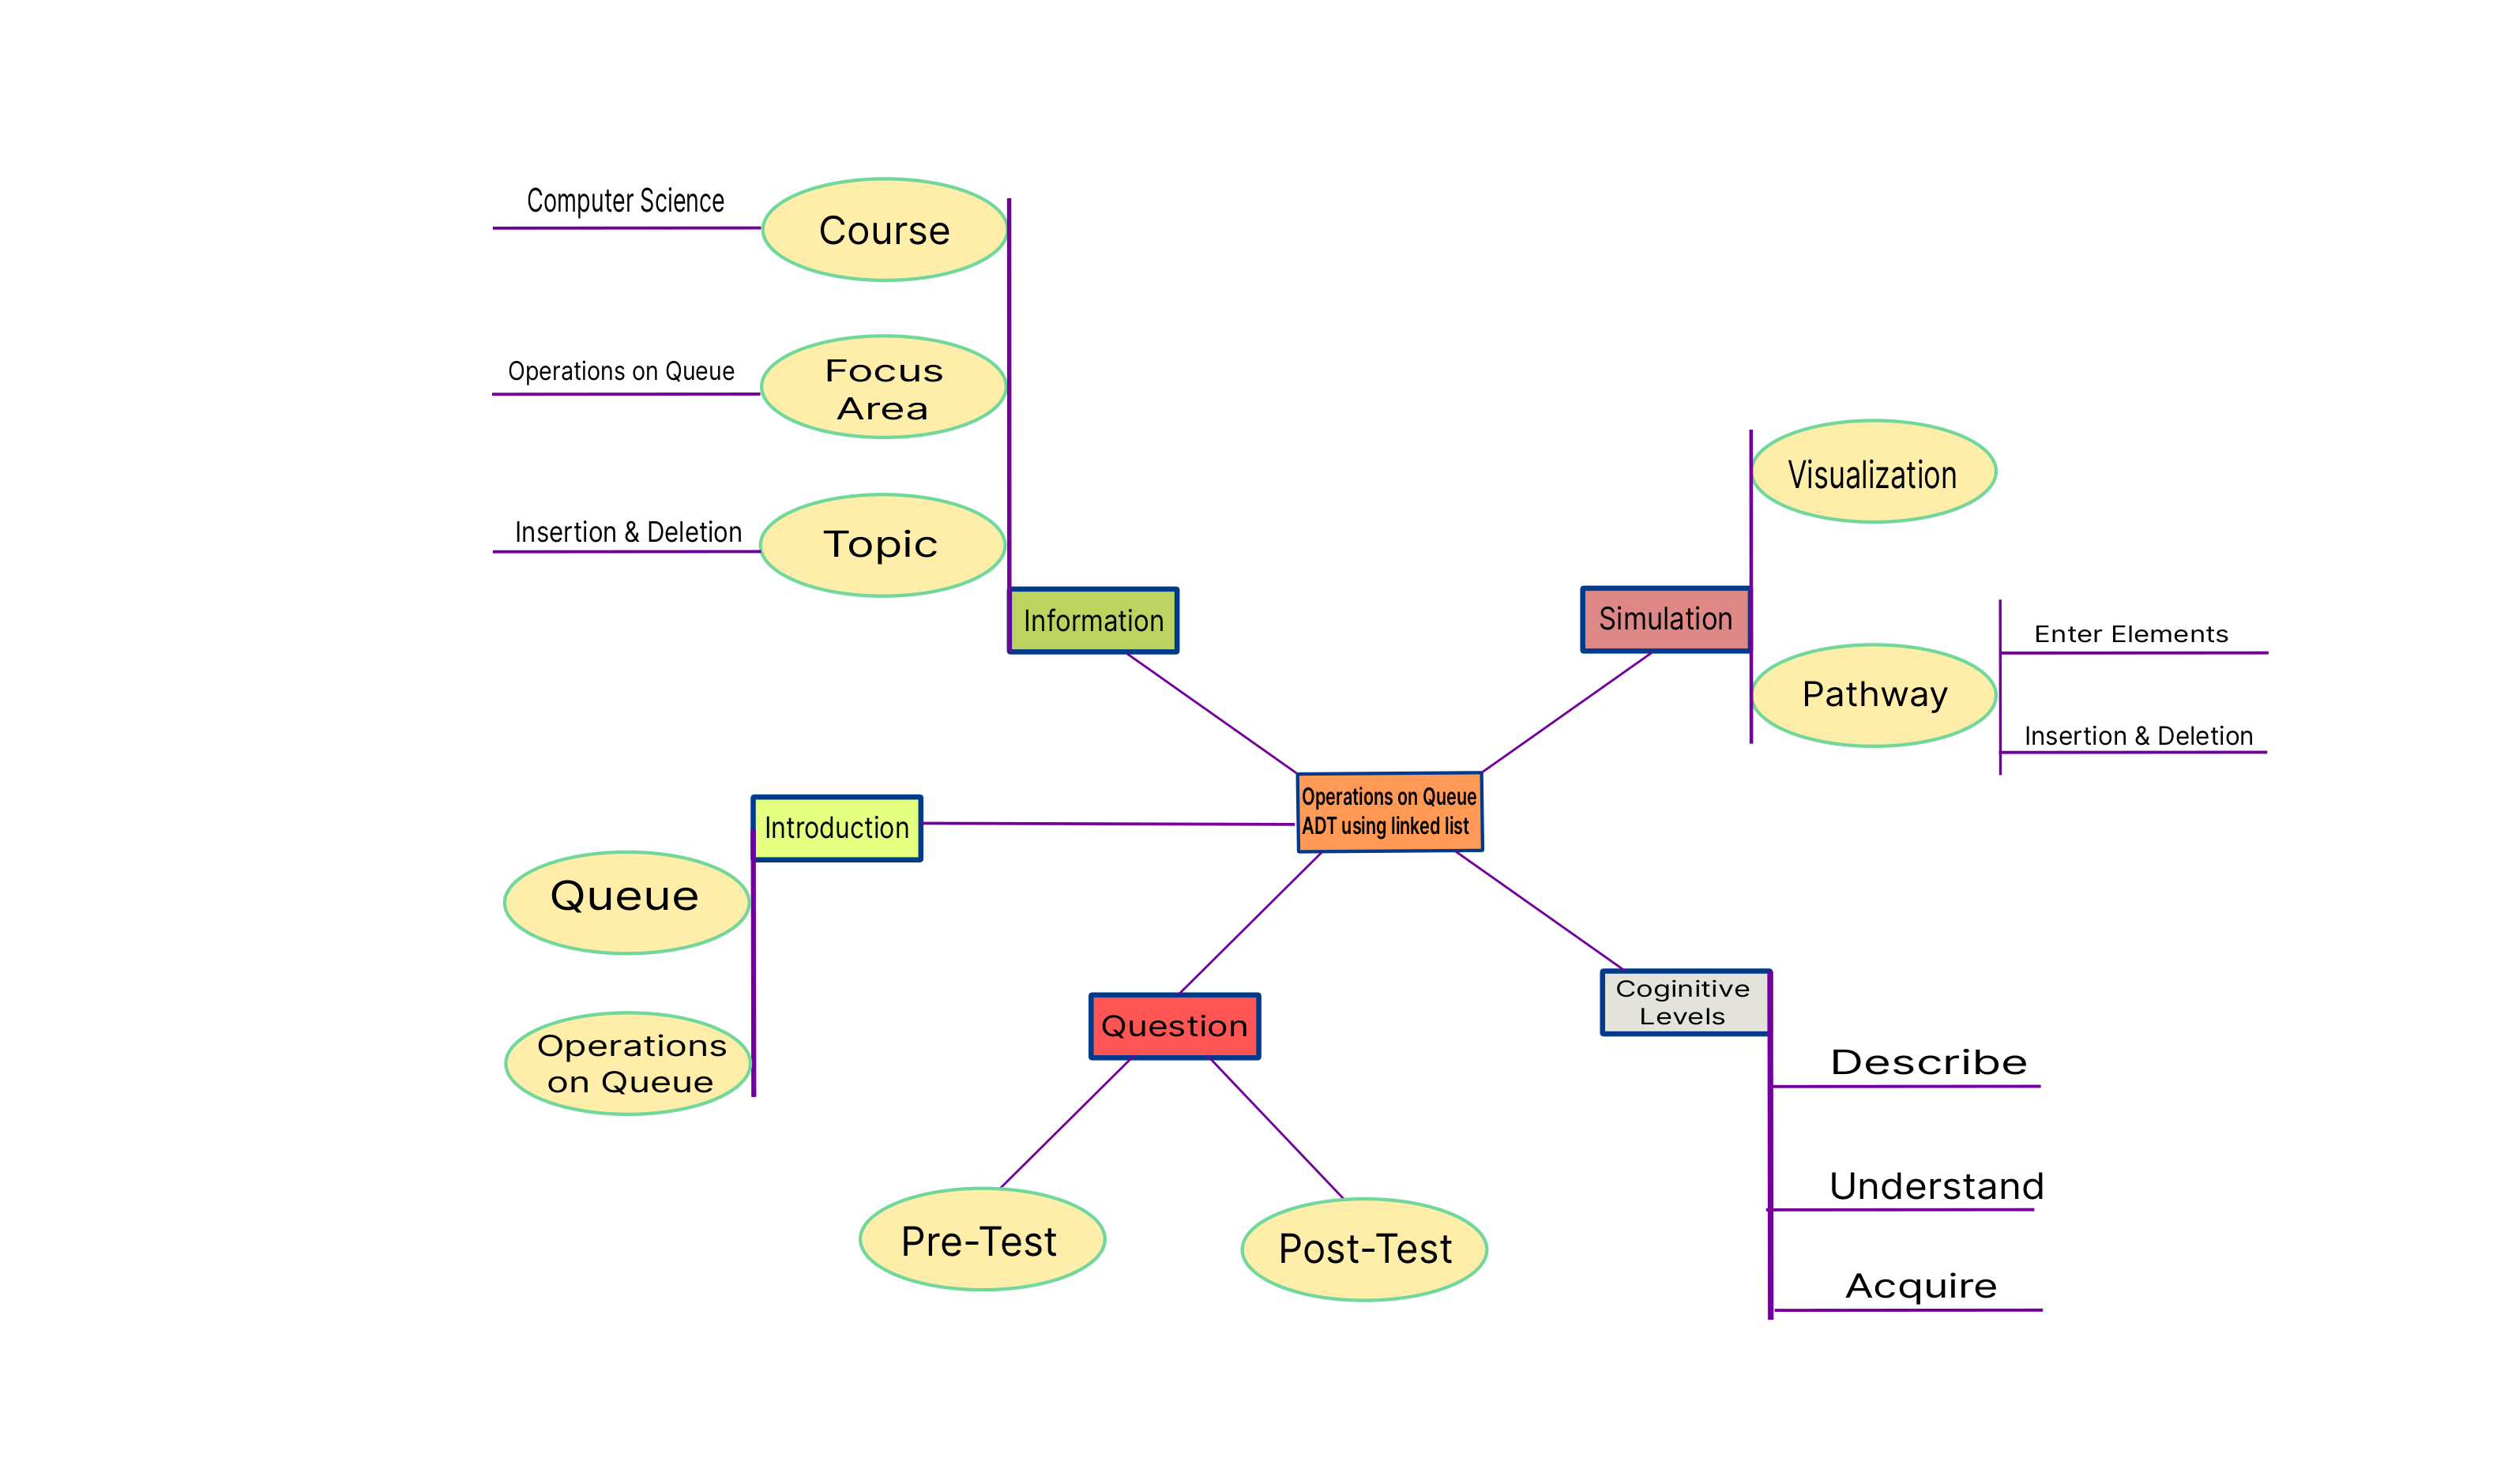 Computer Science
Course
Operations on Queue
Focus
Area
Insertion & Deletion
Topic
Information
Visualization
Simulation
Pathway
Enter Elements
Insertion & Deletion
Operations on Queue
ADT using linked list
Introduction
Queue
Operations
on Queue
Question
Pre-Test
Post-Test
Coginitive
Levels
Describe
Understand
Acquire